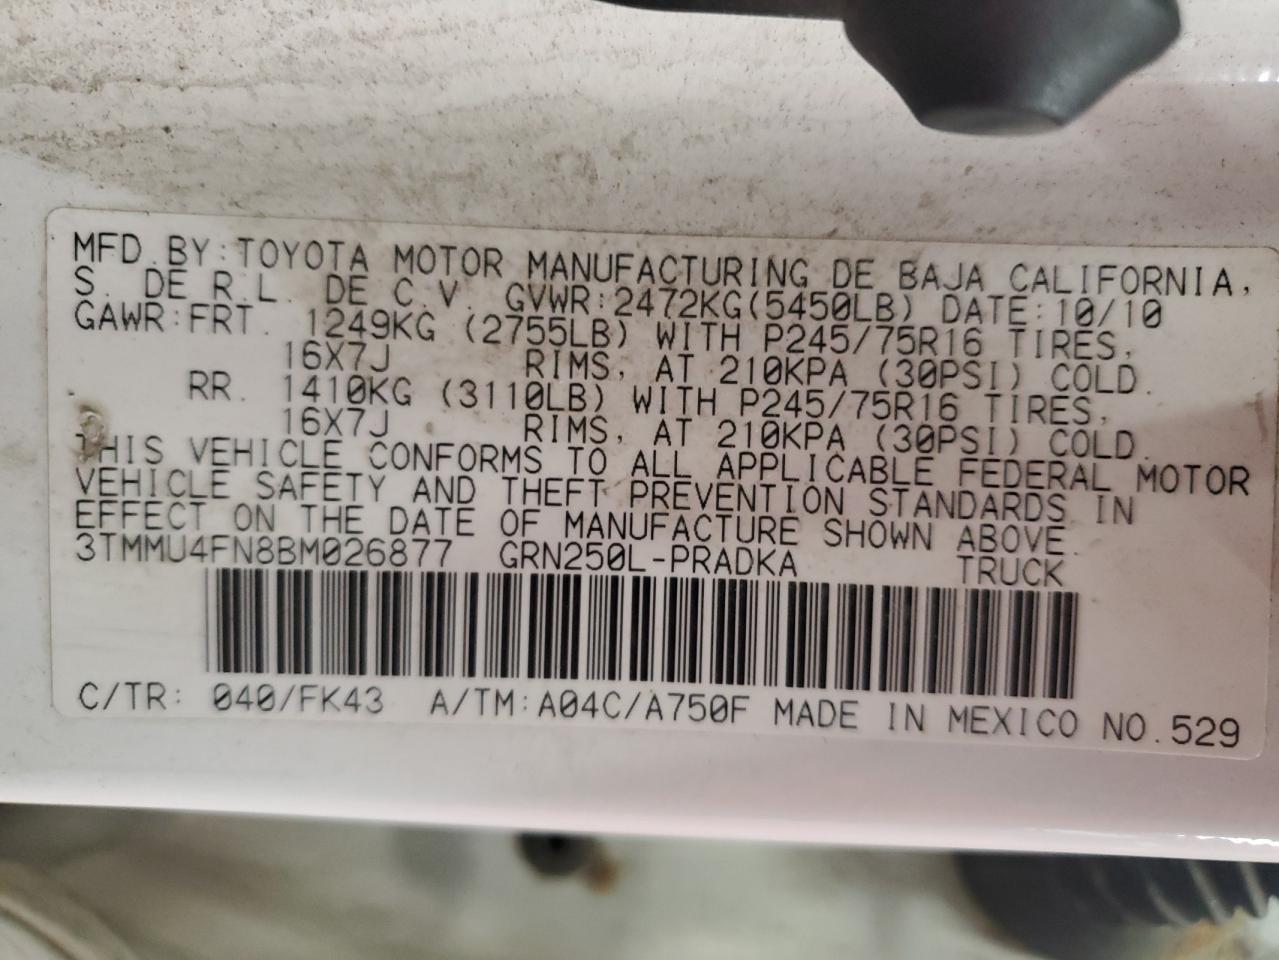 MFD.BY:TOYOTA MOTOR MANUFACTURING DE BAJA CALIFORNIA,
S. DE R.L. DE C.V. GVWR:2472KG(5450LB) DATE:10/10
GAWR:FRT. 1249KG (2755LB) WITH P245/75R16 TIRES,
16X7J RIMS, AT 210KPA (30PSI) COLD.
RR. 1410KG (3110LB) WITH P245/75R16 TIRES,
16X7J RIMS, AT 210KPA (30PSI) COLD.
THIS VEHICLE CONFORMS TO ALL APPLICABLE FEDERAL MOTOR
VEHICLE SAFETY AND THEFT PREVENTION STANDARDS IN
EFFECT ON THE DATE OF MANUFACTURE SHOWN ABOVE.
3TMMU4FN8BM026877 GRN250L-PRADKA TRUCK
C/TR: 040/FK43 A/TM:A04C/A750F MADE IN MEXICO NO.529